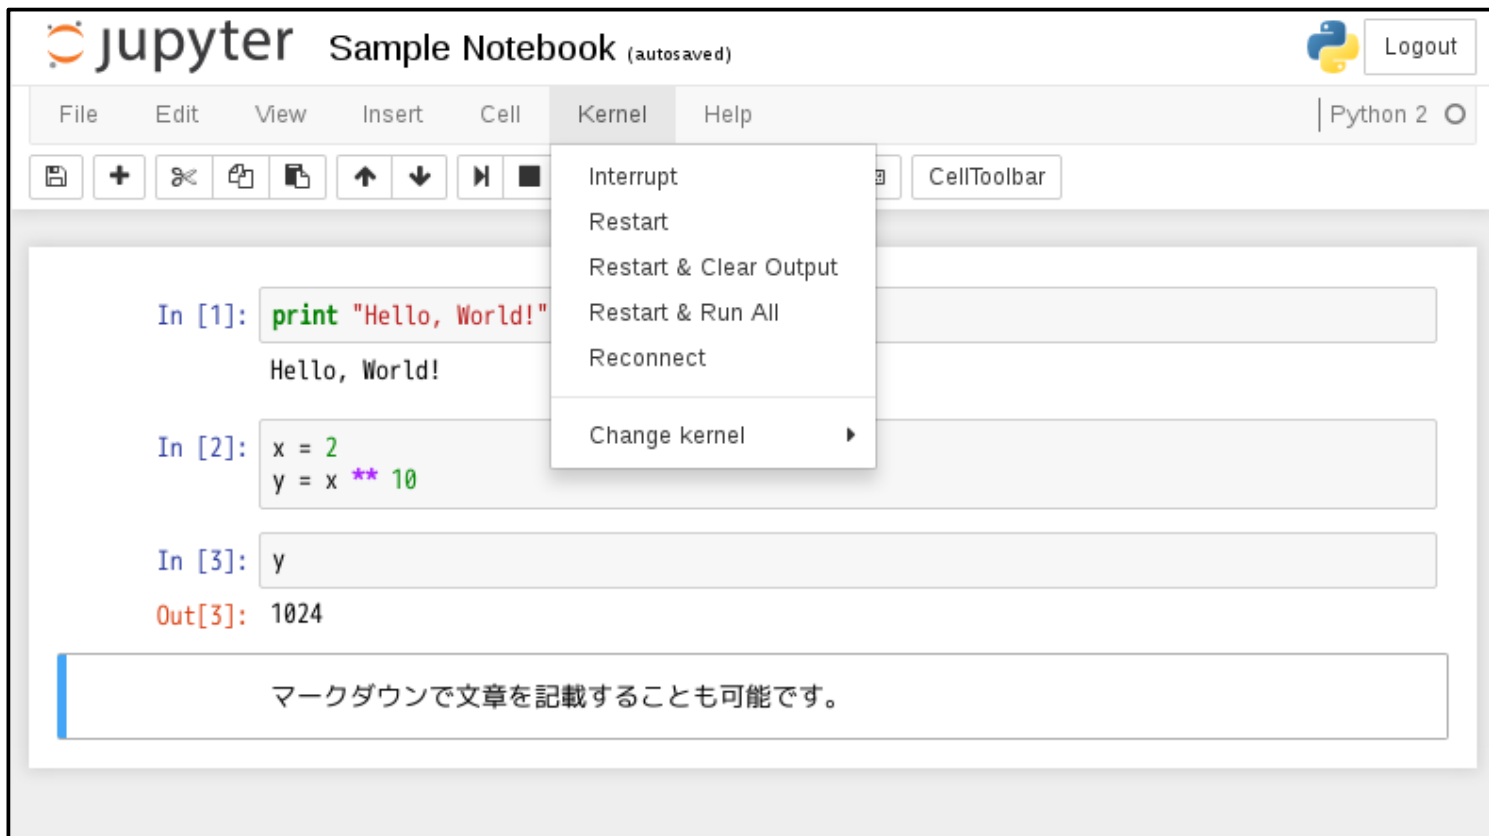 jupyter Sample Notebook (autosaved) Logout
File Edit View Insert Cell Kernel Help Python 2
CellToolbar
Interrupt
Restart
Restart & Clear Output
Restart & Run All
Reconnect
Change kernel
In [1]: print "Hello, World!"
Hello, World!
In [2]: x = 2
y = x ** 10
In [3]: y
Out[3]: 1024
マークダウンで文章を記載することも可能です。